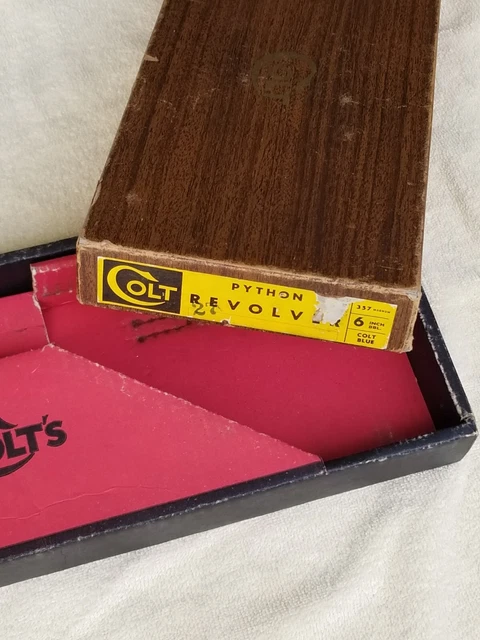 COLT
PYTHON
REVOLV R
357 MAGNUM
6 INCH BBL.
COLT BLUE
OLT'S